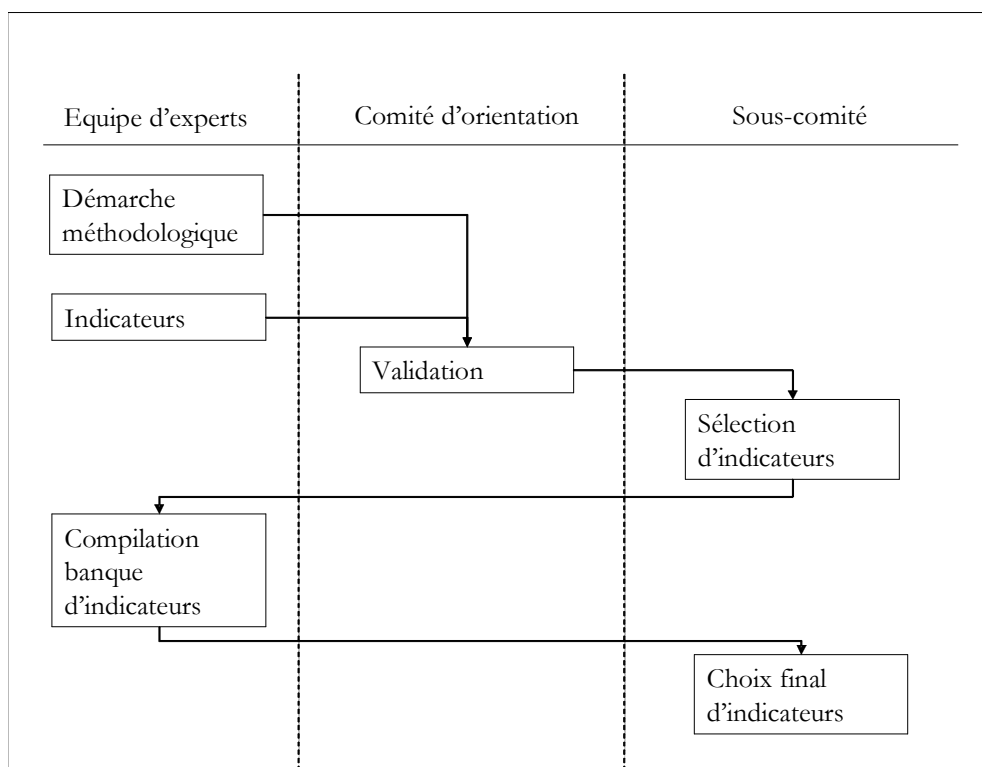 Equipe d'experts
Comité d'orientation
Sous-comité
Démarche
méthodologique
Indicateurs
Validation
Sélection
d'indicateurs
Compilation
banque
d'indicateurs
Choix final
d'indicateurs